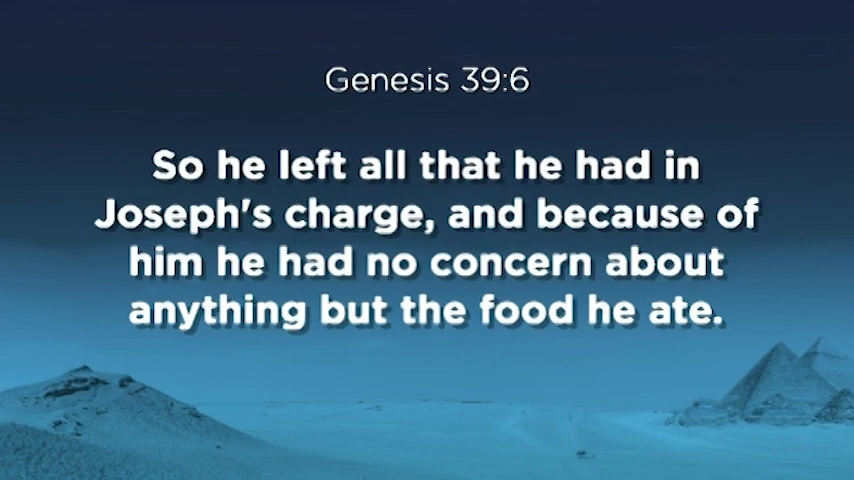 Genesis 39:6
So he left all that he had in
Joseph's charge, and because of
him he had no concern about
anything but the food he ate.